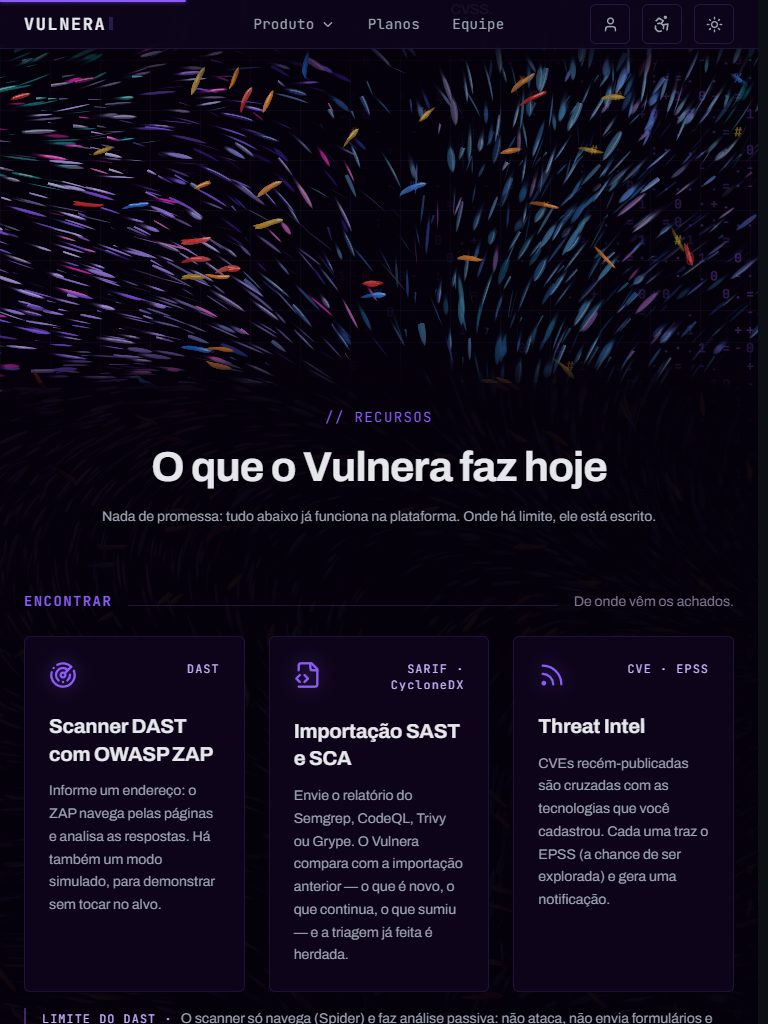 VULNERA
Produto
Planos
Equipe
// RECURSOS
O que o Vulnera faz hoje
Nada de promessa: tudo abaixo já funciona na plataforma. Onde há limite, ele está escrito.
ENCONTRAR
De onde vêm os achados.
DAST
Scanner DAST
com OWASP ZAP
Informe um endereço: o
ZAP navega pelas páginas
e analisa as respostas. Há
também um modo
simulado, para demonstrar
sem tocar no alvo.
SARIF ·
CycloneDX
Importação SAST
e SCA
Envie o relatório do
Semgrep, CodeQL, Trivy
ou Grype. O Vulnera
compara com a importação
anterior — o que é novo, o
que continua, o que sumiu
— e a triagem já feita é
herdada.
CVE · EPSS
Threat Intel
CVEs recém-publicadas
são cruzadas com as
tecnologias que você
cadastrou. Cada uma traz o
EPSS (a chance de ser
explorada) e gera uma
notificação.
LIMITE DO DAST · O scanner só navega (Spider) e faz análise passiva: não ataca, não envia formulários e